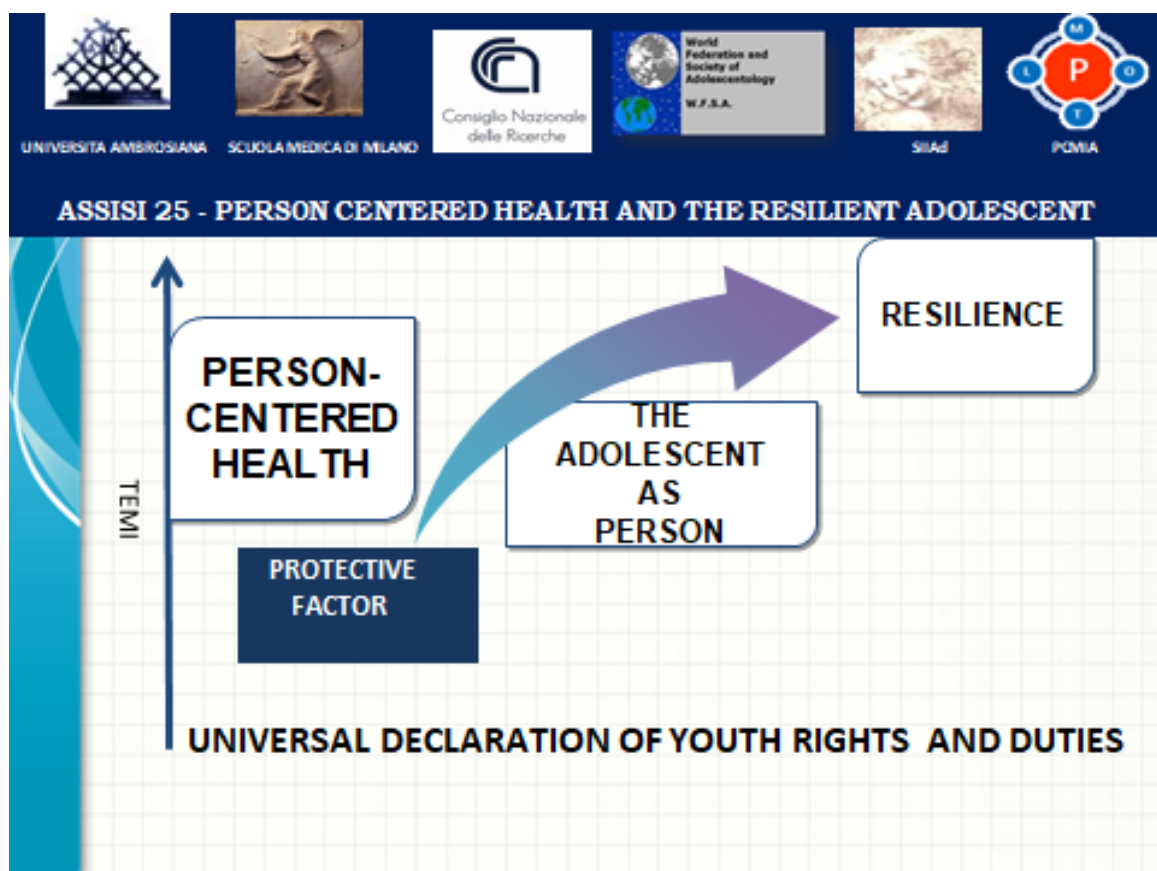 UNIVERSITA AMBROSIANA
SCUOLA MEDICA DI MILANO
Consiglio Nazionale
delle Ricerche
World
Federation and
Society of
Adolescentology
W.F.S.A.
SIIAd
M
L
P
O
T
PCMIA
ASSISI 25 - PERSON CENTERED HEALTH AND THE RESILIENT ADOLESCENT
RESILIENCE
PERSON-
CENTERED
HEALTH
THE
ADOLESCENT
AS
PERSON
TEMI
PROTECTIVE
FACTOR
UNIVERSAL DECLARATION OF YOUTH RIGHTS AND DUTIES